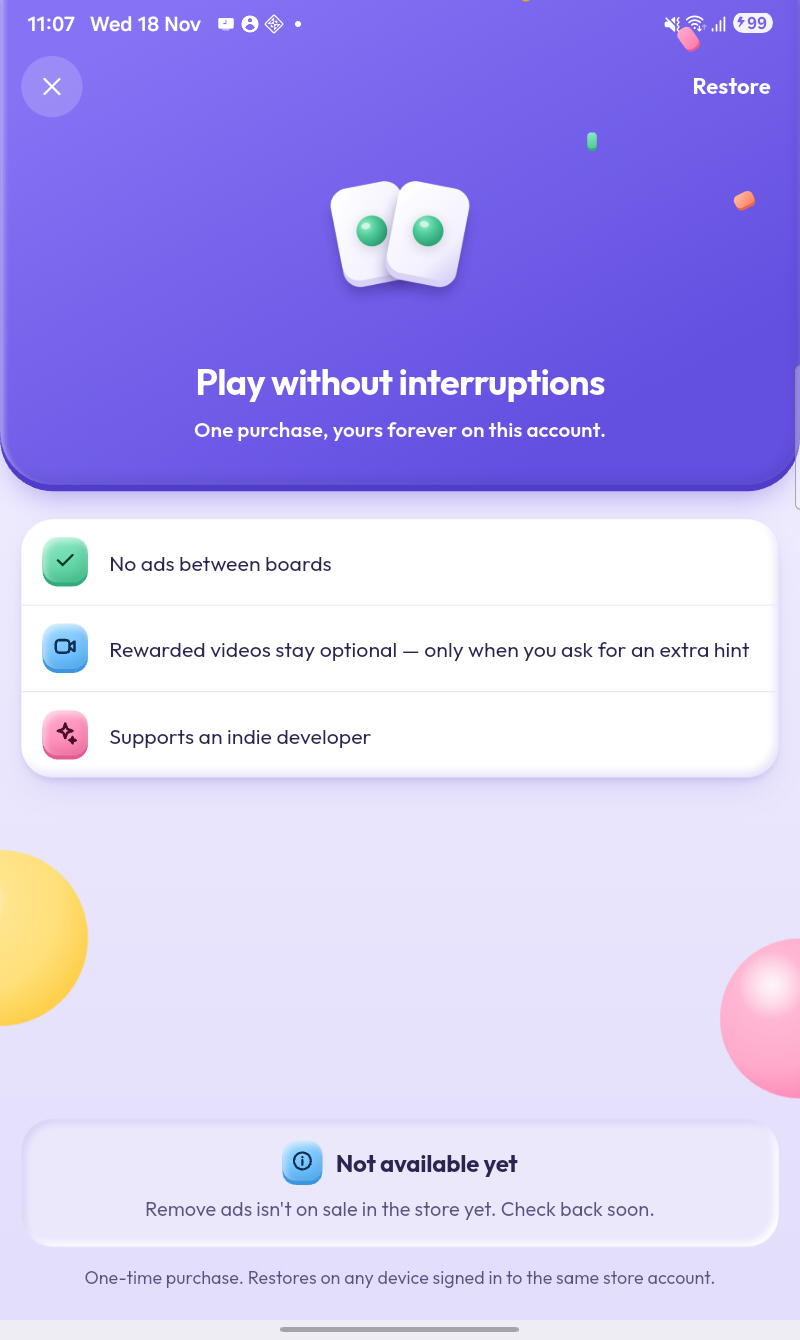 11:07 Wed 18 Nov
99
Restore
Play without interruptions
One purchase, yours forever on this account.
No ads between boards
Rewarded videos stay optional — only when you ask for an extra hint
Supports an indie developer
Not available yet
Remove ads isn't on sale in the store yet. Check back soon.
One-time purchase. Restores on any device signed in to the same store account.